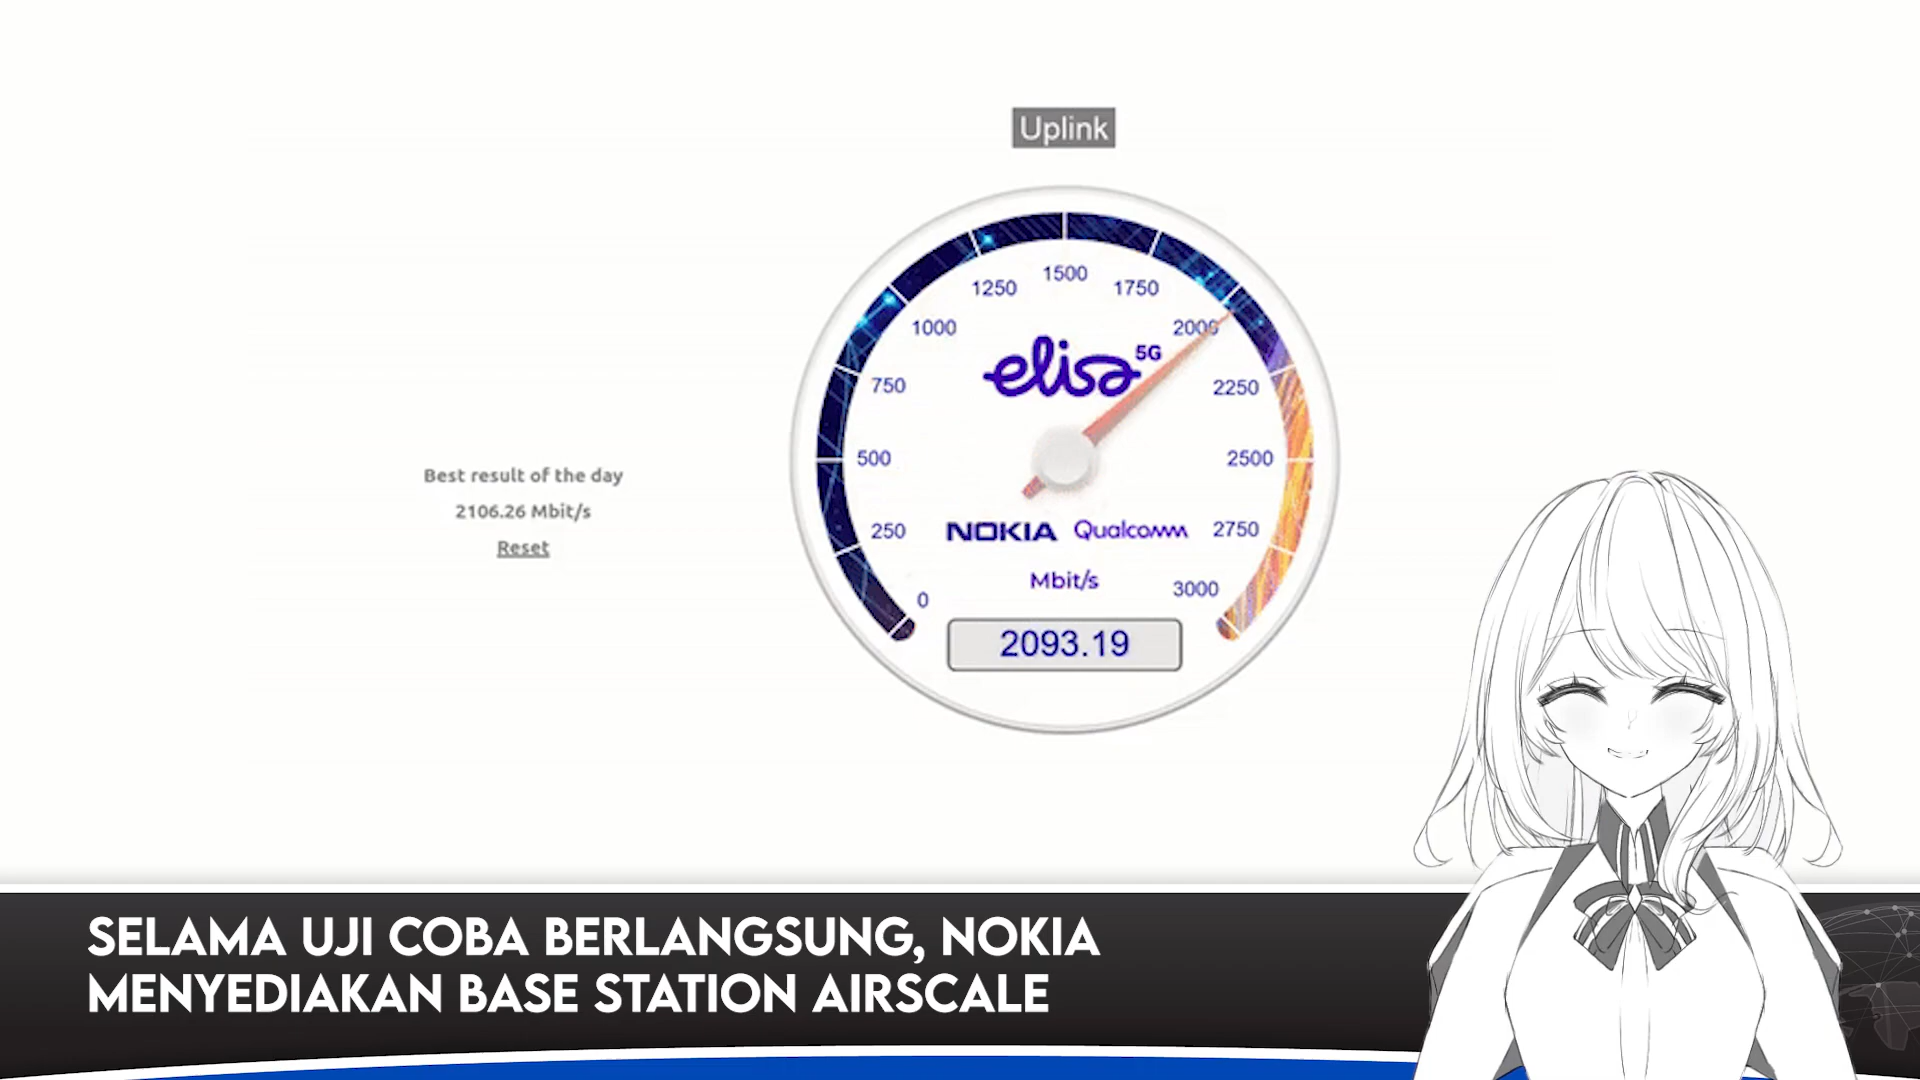 Uplink
1500
1250
1750
1000
2000
elisa 5G
750
2250
500
2500
Best result of the day
2106.26 Mbit/s
Reset
250
NOKIA
Qualcomm
2750
Mbit/s
0
3000
2093.19
SELAMA UJI COBA BERLANGSUNG, NOKIA
MENYEDIAKAN BASE STATION AIRSCALE